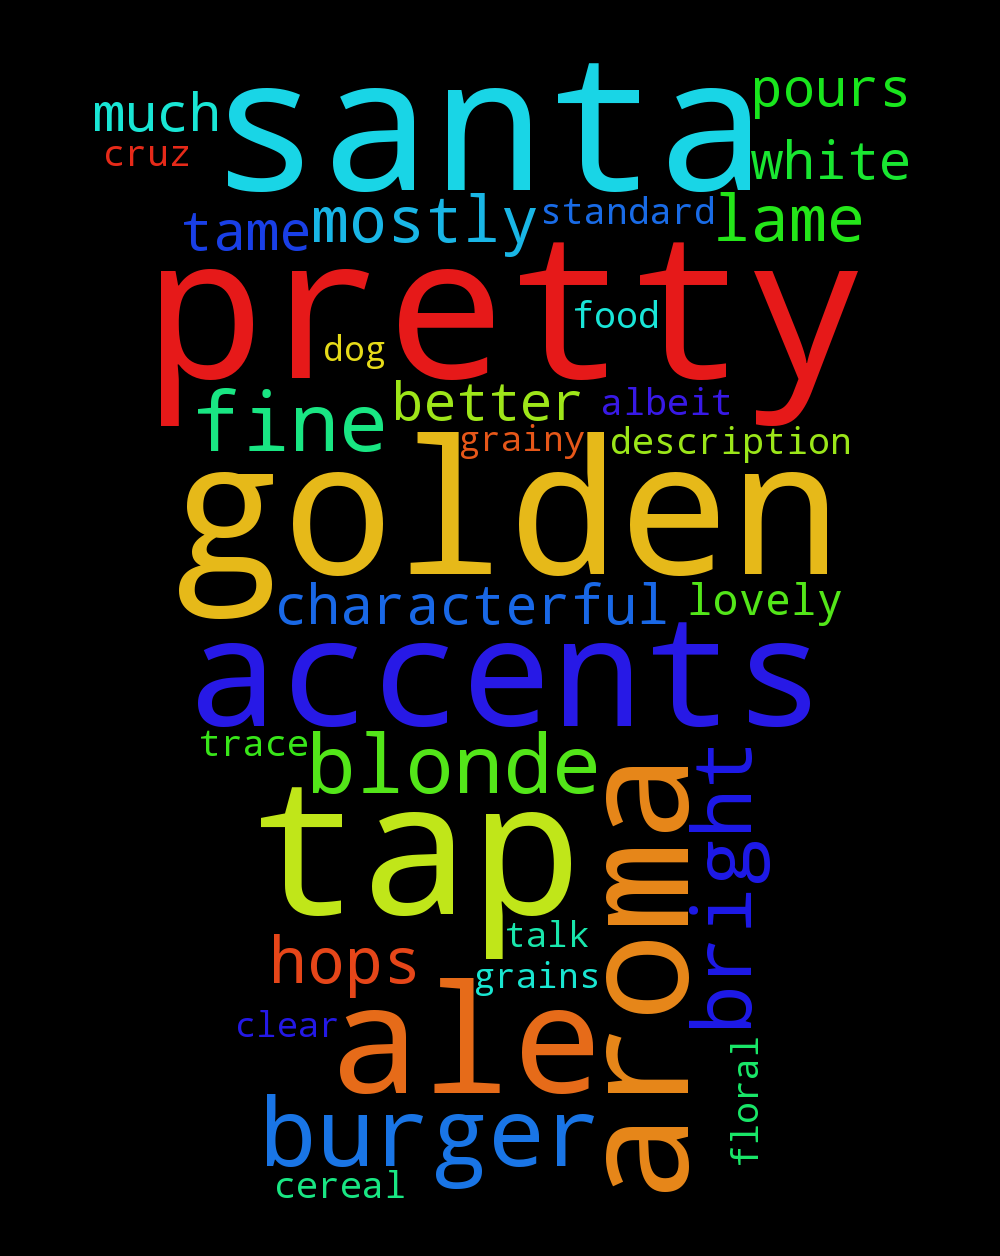 santa
much
pours
cruz
white
tame
mostly
standard
lame
pretty
food
dog
fine
better
albeit
grainy
description
golden
characterful
lovely
accents
trace
blonde
bright
tap
aroma
talk
hops
grains
clear
ale
floral
burger
cereal